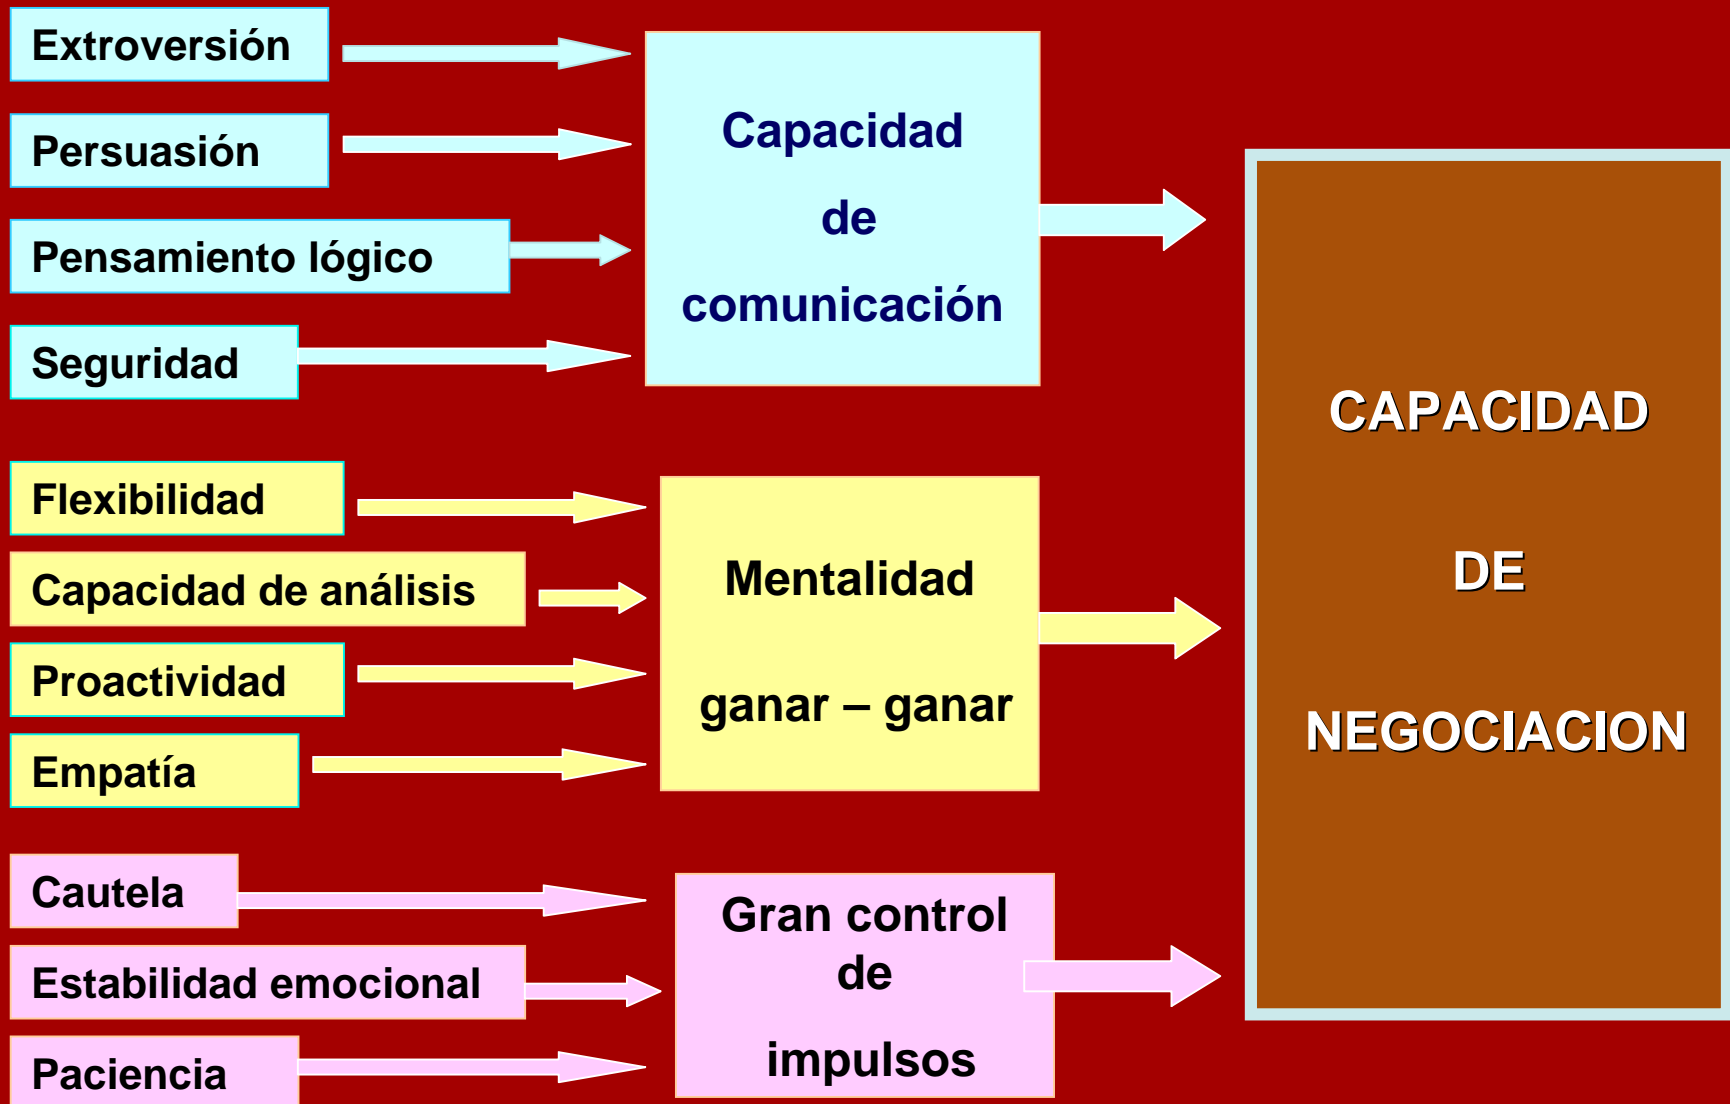 Extroversión
Persuasión
Pensamiento lógico
Seguridad
Capacidad
de
comunicación
Flexibilidad
Capacidad de análisis
Proactividad
Empatía
Mentalidad
ganar – ganar
Cautela
Estabilidad emocional
Paciencia
Gran control
de
impulsos
CAPACIDAD
DE
NEGOCIACION